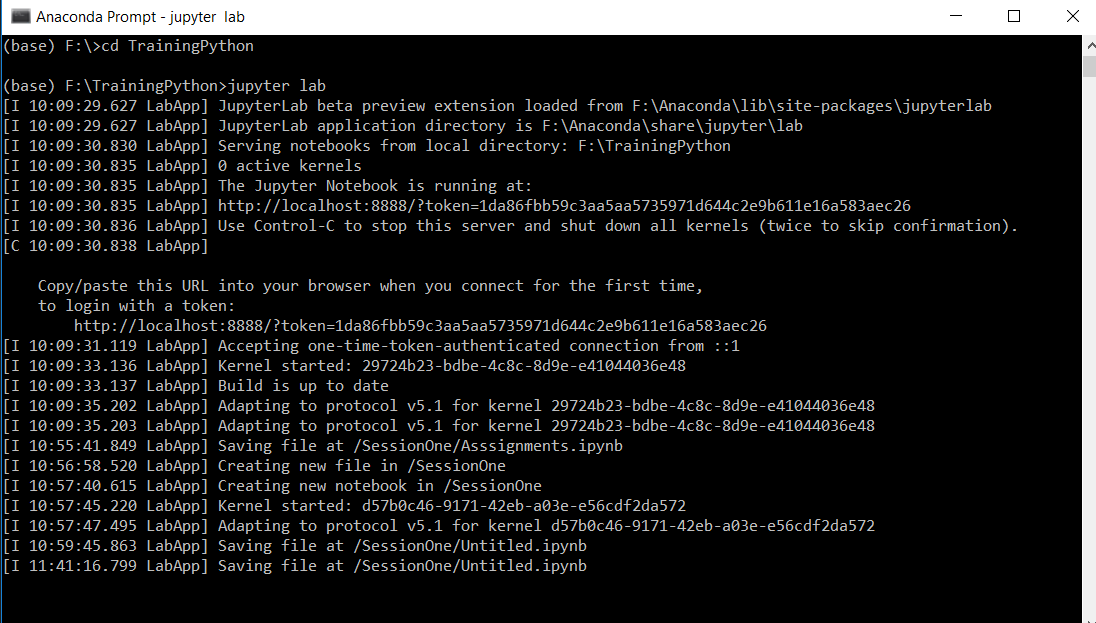 Anaconda Prompt - jupyter  lab
(base) F:\>cd TrainingPython
(base) F:\TrainingPython>jupyter lab
[I 10:09:29.627 LabApp] JupyterLab beta preview extension loaded from F:\Anaconda\lib\site-packages\jupyterlab
[I 10:09:29.627 LabApp] JupyterLab application directory is F:\Anaconda\share\jupyter\lab
[I 10:09:30.830 LabApp] Serving notebooks from local directory: F:\TrainingPython
[I 10:09:30.835 LabApp] 0 active kernels
[I 10:09:30.835 LabApp] The Jupyter Notebook is running at:
[I 10:09:30.835 LabApp] http://localhost:8888/?token=1da86fbb59c3aa5aa5735971d644c2e9b611e16a583aec26
[I 10:09:30.836 LabApp] Use Control-C to stop this server and shut down all kernels (twice to skip confirmation).
[C 10:09:30.838 LabApp]
    Copy/paste this URL into your browser when you connect for the first time,
    to login with a token:
        http://localhost:8888/?token=1da86fbb59c3aa5aa5735971d644c2e9b611e16a583aec26
[I 10:09:31.119 LabApp] Accepting one-time-token-authenticated connection from ::1
[I 10:09:33.136 LabApp] Kernel started: 29724b23-bdbe-4c8c-8d9e-e41044036e48
[I 10:09:33.137 LabApp] Build is up to date
[I 10:09:35.202 LabApp] Adapting to protocol v5.1 for kernel 29724b23-bdbe-4c8c-8d9e-e41044036e48
[I 10:09:35.203 LabApp] Adapting to protocol v5.1 for kernel 29724b23-bdbe-4c8c-8d9e-e41044036e48
[I 10:55:41.849 LabApp] Saving file at /SessionOne/Asssignments.ipynb
[I 10:56:58.520 LabApp] Creating new file in /SessionOne
[I 10:57:40.615 LabApp] Creating new notebook in /SessionOne
[I 10:57:45.220 LabApp] Kernel started: d57b0c46-9171-42eb-a03e-e56cdf2da572
[I 10:57:47.495 LabApp] Adapting to protocol v5.1 for kernel d57b0c46-9171-42eb-a03e-e56cdf2da572
[I 10:59:45.863 LabApp] Saving file at /SessionOne/Untitled.ipynb
[I 11:41:16.799 LabApp] Saving file at /SessionOne/Untitled.ipynb